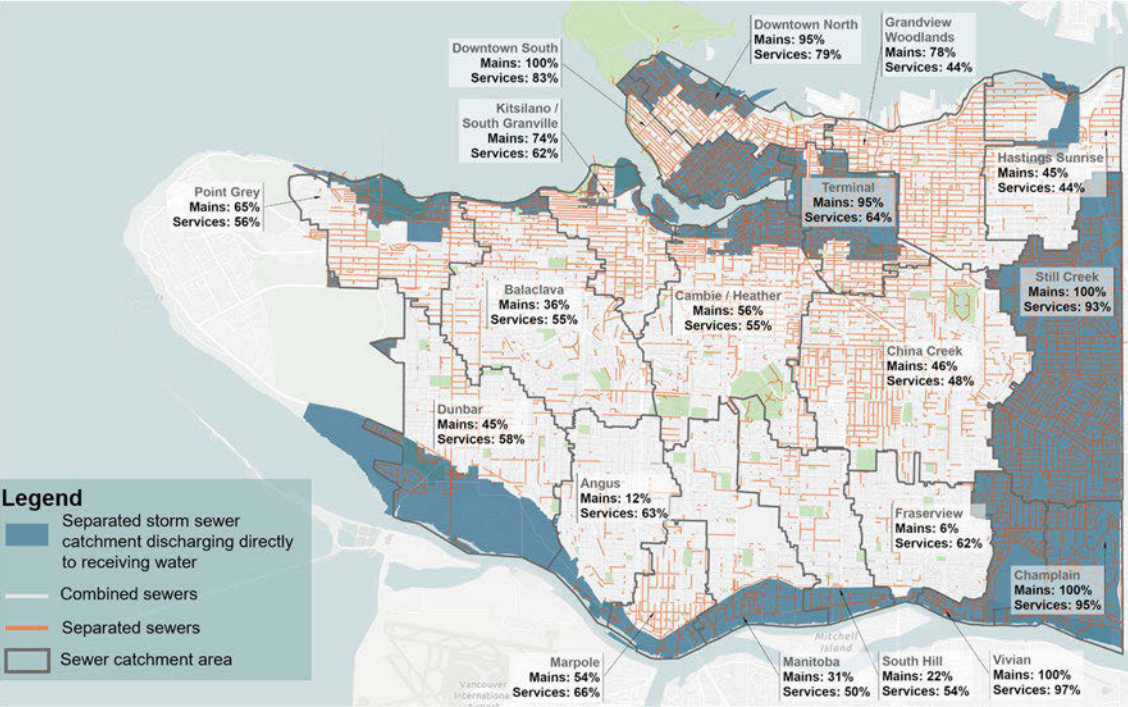 Downtown North
Mains: 95%
Services: 79%
Grandview
Woodlands
Mains: 78%
Services: 44%
Downtown South
Mains: 100%
Services: 83%
Kitsilano /
South Granville
Mains: 74%
Services: 62%
Hastings Sunrise
Mains: 45%
Services: 44%
Point Grey
Mains: 65%
Services: 56%
Terminal
Mains: 95%
Services: 64%
Still Creek
Mains: 100%
Services: 93%
Balaclava
Mains: 36%
Services: 55%
Cambie / Heather
Mains: 56%
Services: 55%
China Creek
Mains: 46%
Services: 48%
Dunbar
Mains: 45%
Services: 58%
Angus
Mains: 12%
Services: 63%
Fraserview
Mains: 6%
Services: 62%
Champlain
Mains: 100%
Services: 95%
Legend
Separated storm sewer
catchment discharging directly
to receiving water
Combined sewers
Separated sewers
Sewer catchment area
Mitchell
Island
Marpole
Mains: 54%
Services: 66%
Manitoba
Mains: 31%
Services: 50%
South Hill
Mains: 22%
Services: 54%
Vivian
Mains: 100%
Services: 97%
Vancouver
Internationa